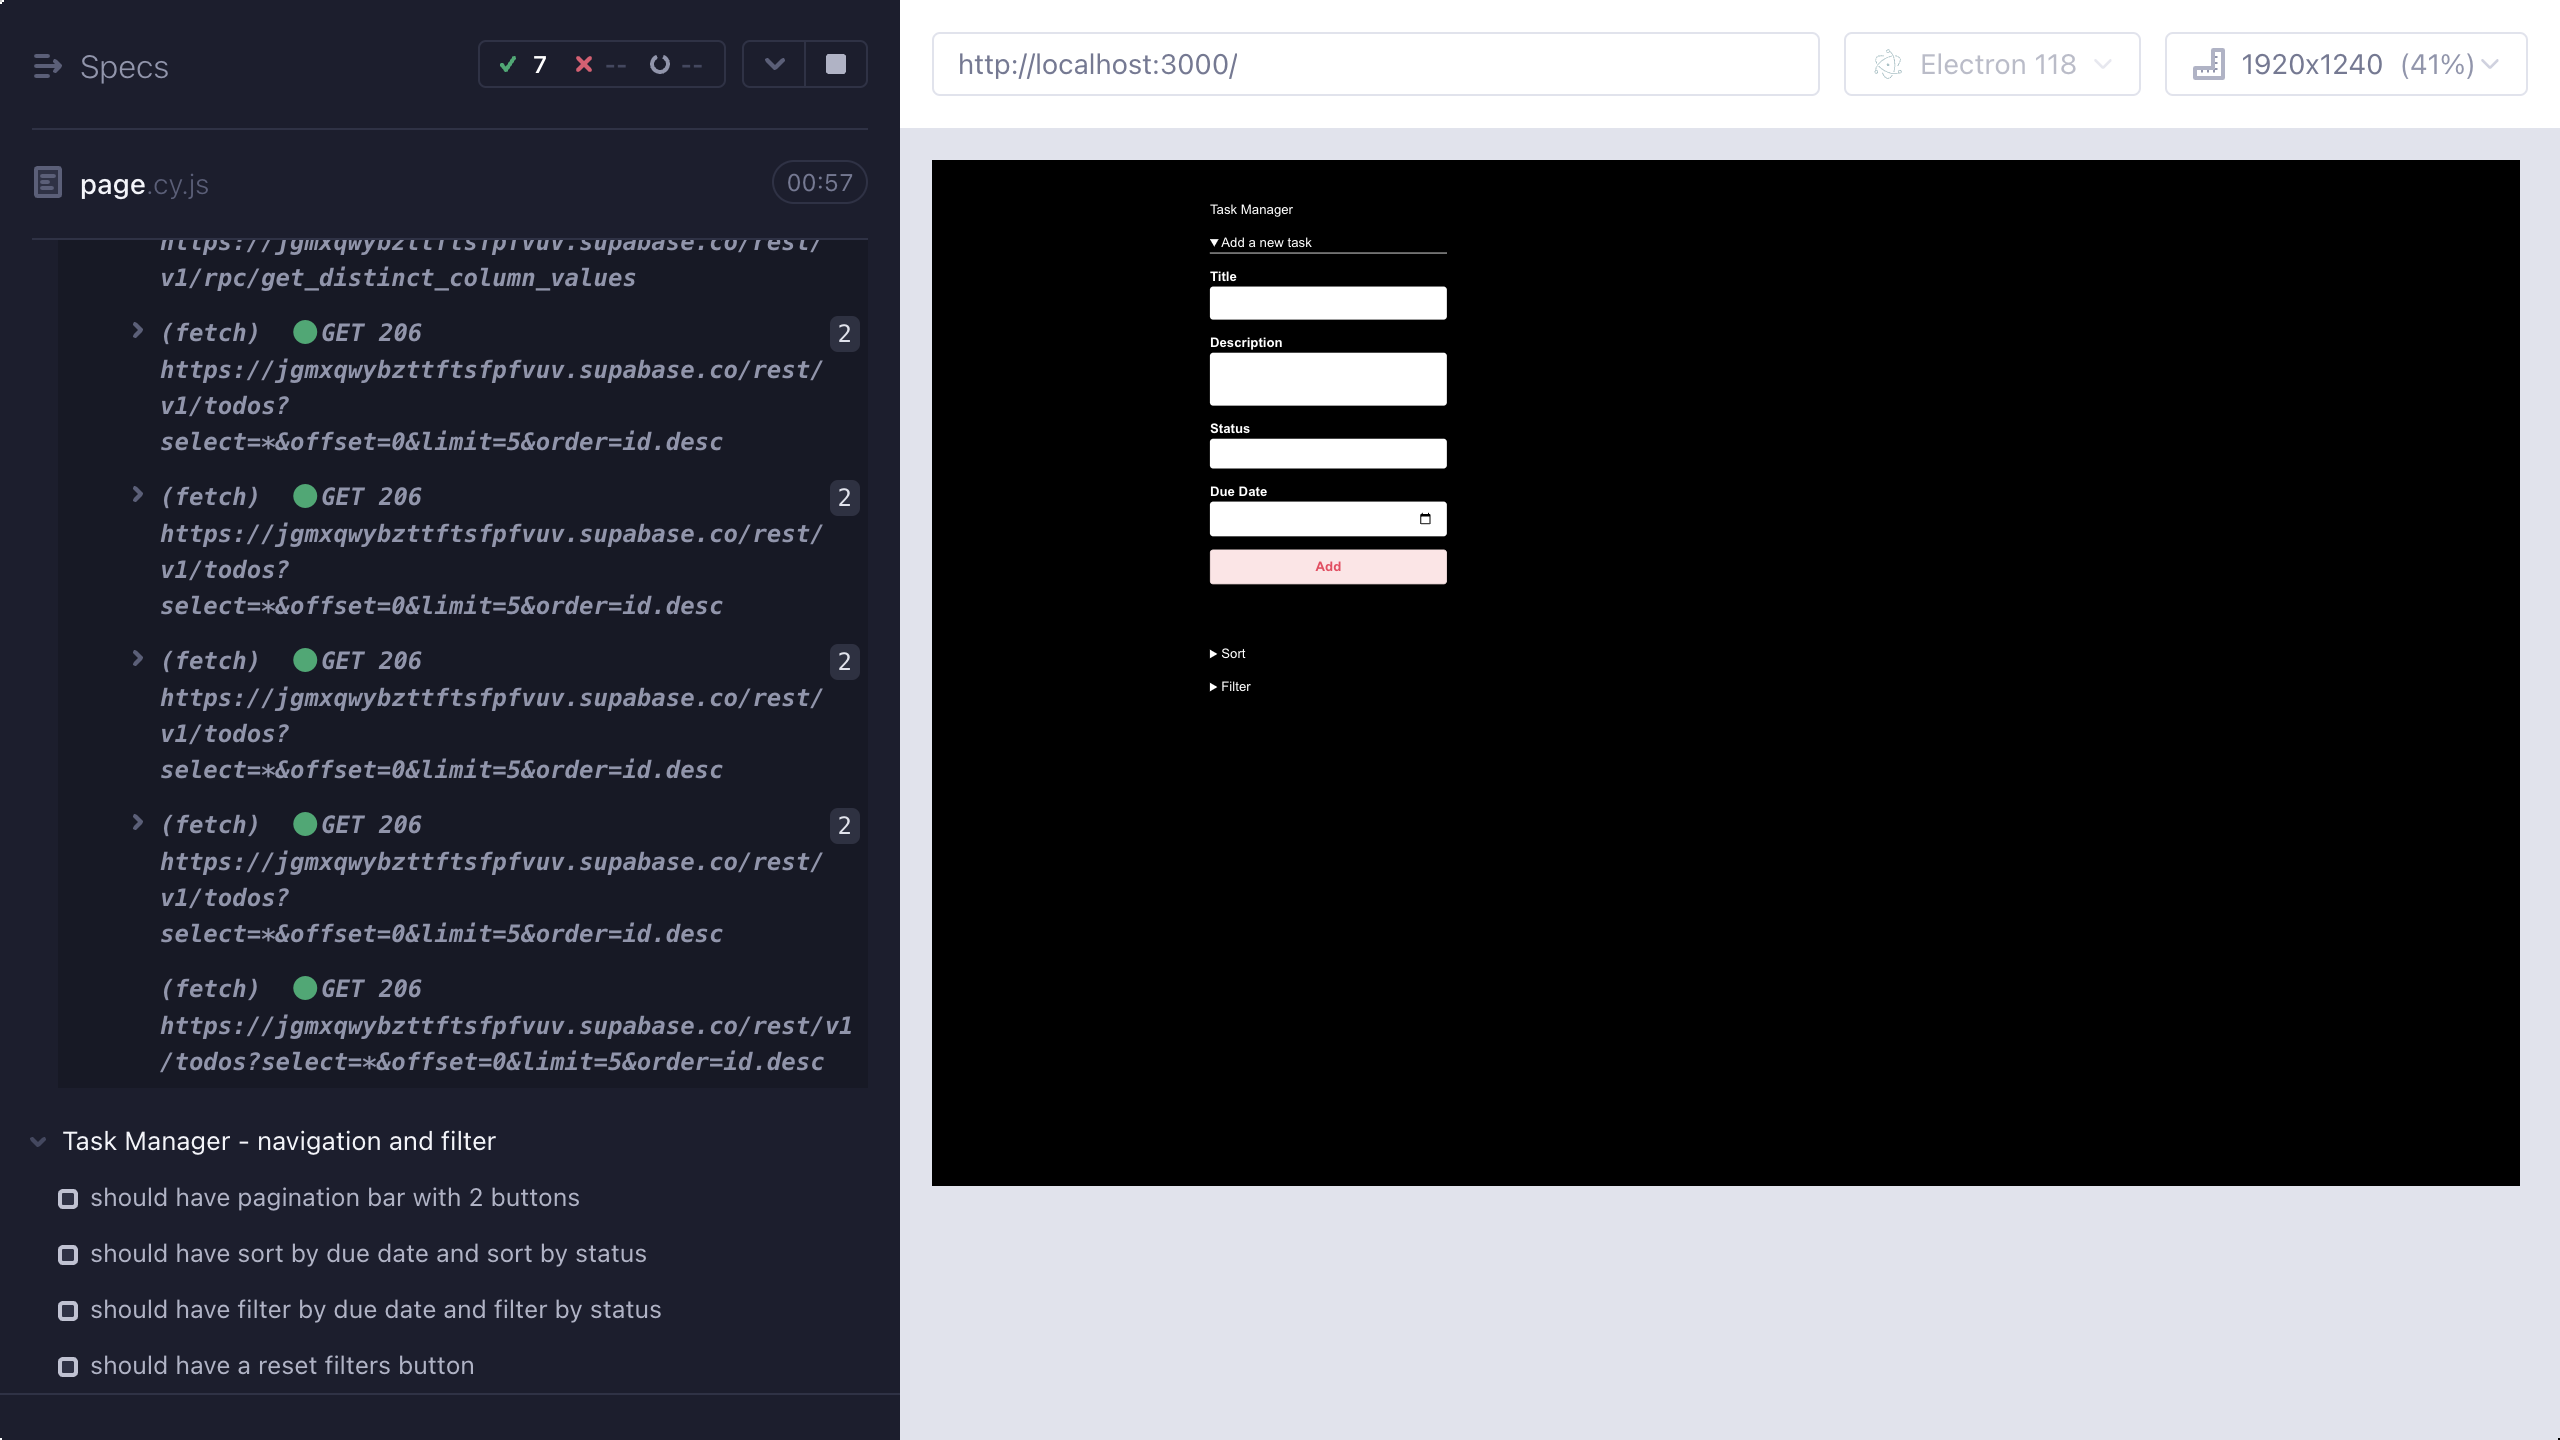 Specs
7
--
--
page.cy.js
00:57
https://jgmxqwybzttftsfpfvuv.supabase.co/rest/
v1/rpc/get_distinct_column_values
(fetch) GET 206
2
https://jgmxqwybzttftsfpfvuv.supabase.co/rest/
v1/todos?
select=*&offset=0&limit=5&order=id.desc
(fetch) GET 206
2
https://jgmxqwybzttftsfpfvuv.supabase.co/rest/
v1/todos?
select=*&offset=0&limit=5&order=id.desc
(fetch) GET 206
2
https://jgmxqwybzttftsfpfvuv.supabase.co/rest/
v1/todos?
select=*&offset=0&limit=5&order=id.desc
(fetch) GET 206
2
https://jgmxqwybzttftsfpfvuv.supabase.co/rest/
v1/todos?
select=*&offset=0&limit=5&order=id.desc
(fetch) GET 206
https://jgmxqwybzttftsfpfvuv.supabase.co/rest/v1
/todos?select=*&offset=0&limit=5&order=id.desc
Task Manager - navigation and filter
should have pagination bar with 2 buttons
should have sort by due date and sort by status
should have filter by due date and filter by status
should have a reset filters button
http://localhost:3000/
Electron 118
1920x1240 (41%)
Task Manager
Add a new task
Title
Description
Status
Due Date
Add
Sort
Filter